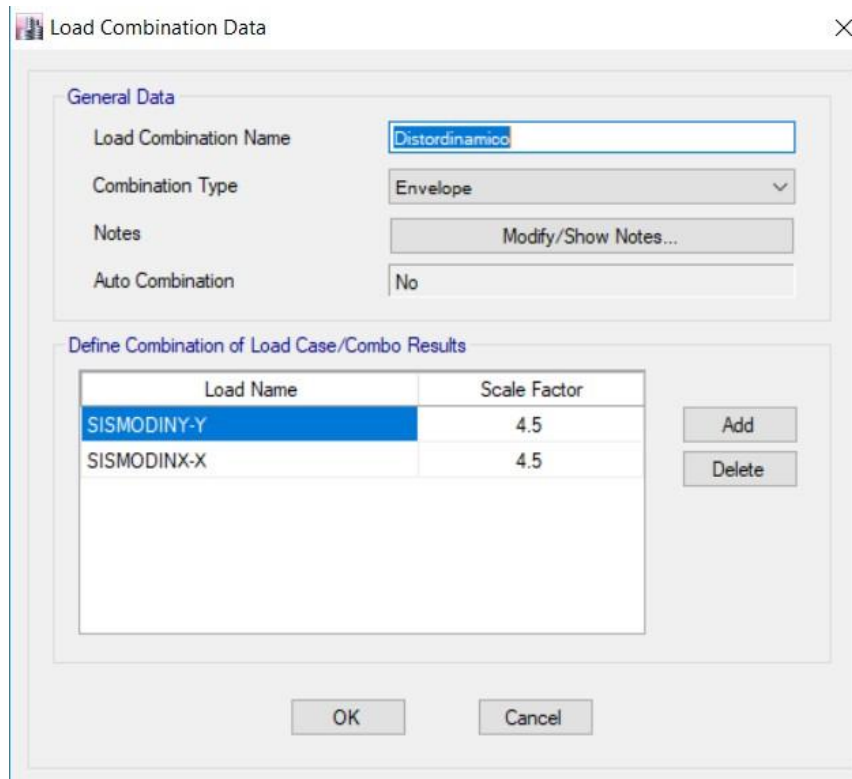 Load Combination Data
General Data
Load Combination Name Distordinamico
Combination Type Envelope
Notes Modify/Show Notes...
Auto Combination No
Define Combination of Load Case/Combo Results
Load Name Scale Factor
SISMODINY-Y 4.5
SISMODINX-X 4.5
Add
Delete
OK Cancel